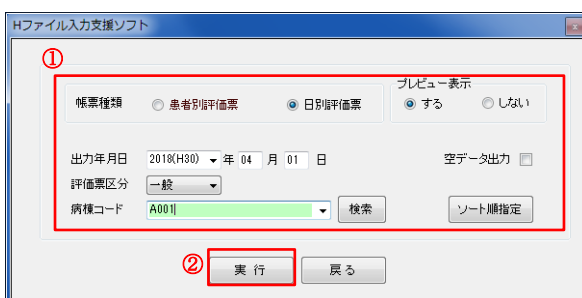 Hファイル入力支援ソフト
①
プレビュー表示
帳票種類 患者別評価票 日別評価票 する しない
出力年月日 2018(H30) 年 04 月 01 日 空データ出力
評価票区分 一般
病棟コード A001 検索 ソート順指定
② 実行 戻る